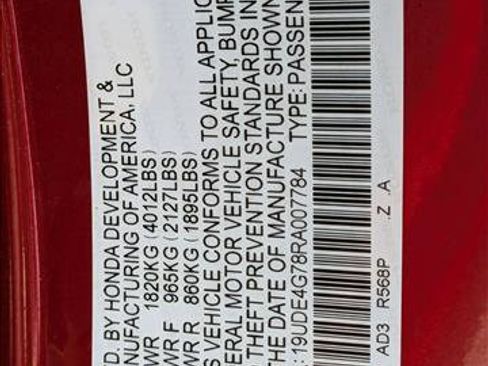 D. BY HONDA DEVELOPMENT &
NUFACTURING OF AMERICA, LLC
WR 1820KG (4012LBS)
WR F 965KG (2127LBS)
WR R 860KG (1895LBS)
S VEHICLE CONFORMS TO ALL APPLIC
ERAL MOTOR VEHICLE SAFETY, BUMP
THEFT PREVENTION STANDARDS IN
THE DATE OF MANUFACTURE SHOWN
: 19UDE4G78RA007784 TYPE: PASSEN
AD3 R568P Z A